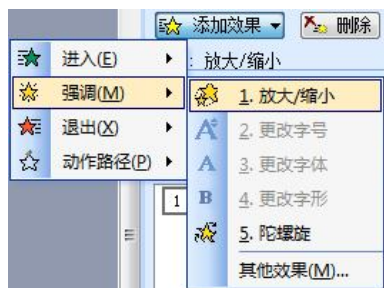 添加效果 删除
进入(E) : 放大/缩小
强调(M) 1. 放大/缩小
退出(X) 2. 更改字号
动作路径(P) 3. 更改字体
1 4. 更改字形
5. 陀螺旋
其他效果(M)...